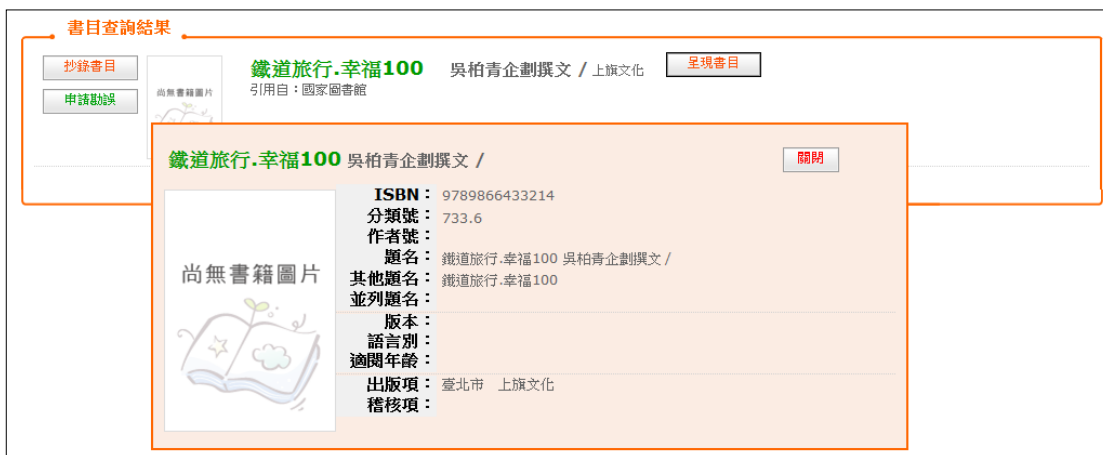 書目查詢結果
抄錄書目
鐵道旅行.幸福100 吳柏青企劃撰文 / 上旗文化 呈現書目
引用自：國家圖書館
申請勘誤
尚無書籍圖片
鐵道旅行.幸福100 吳柏青企劃撰文 / 關閉
ISBN：9789866433214
分類號：733.6
作者號：
題名：鐵道旅行.幸福100 吳柏青企劃撰文 /
其他題名：鐵道旅行.幸福100
並列題名：
尚無書籍圖片
版本：
語言別：
適閱年齡：
出版項：臺北市 上旗文化
稽核項：